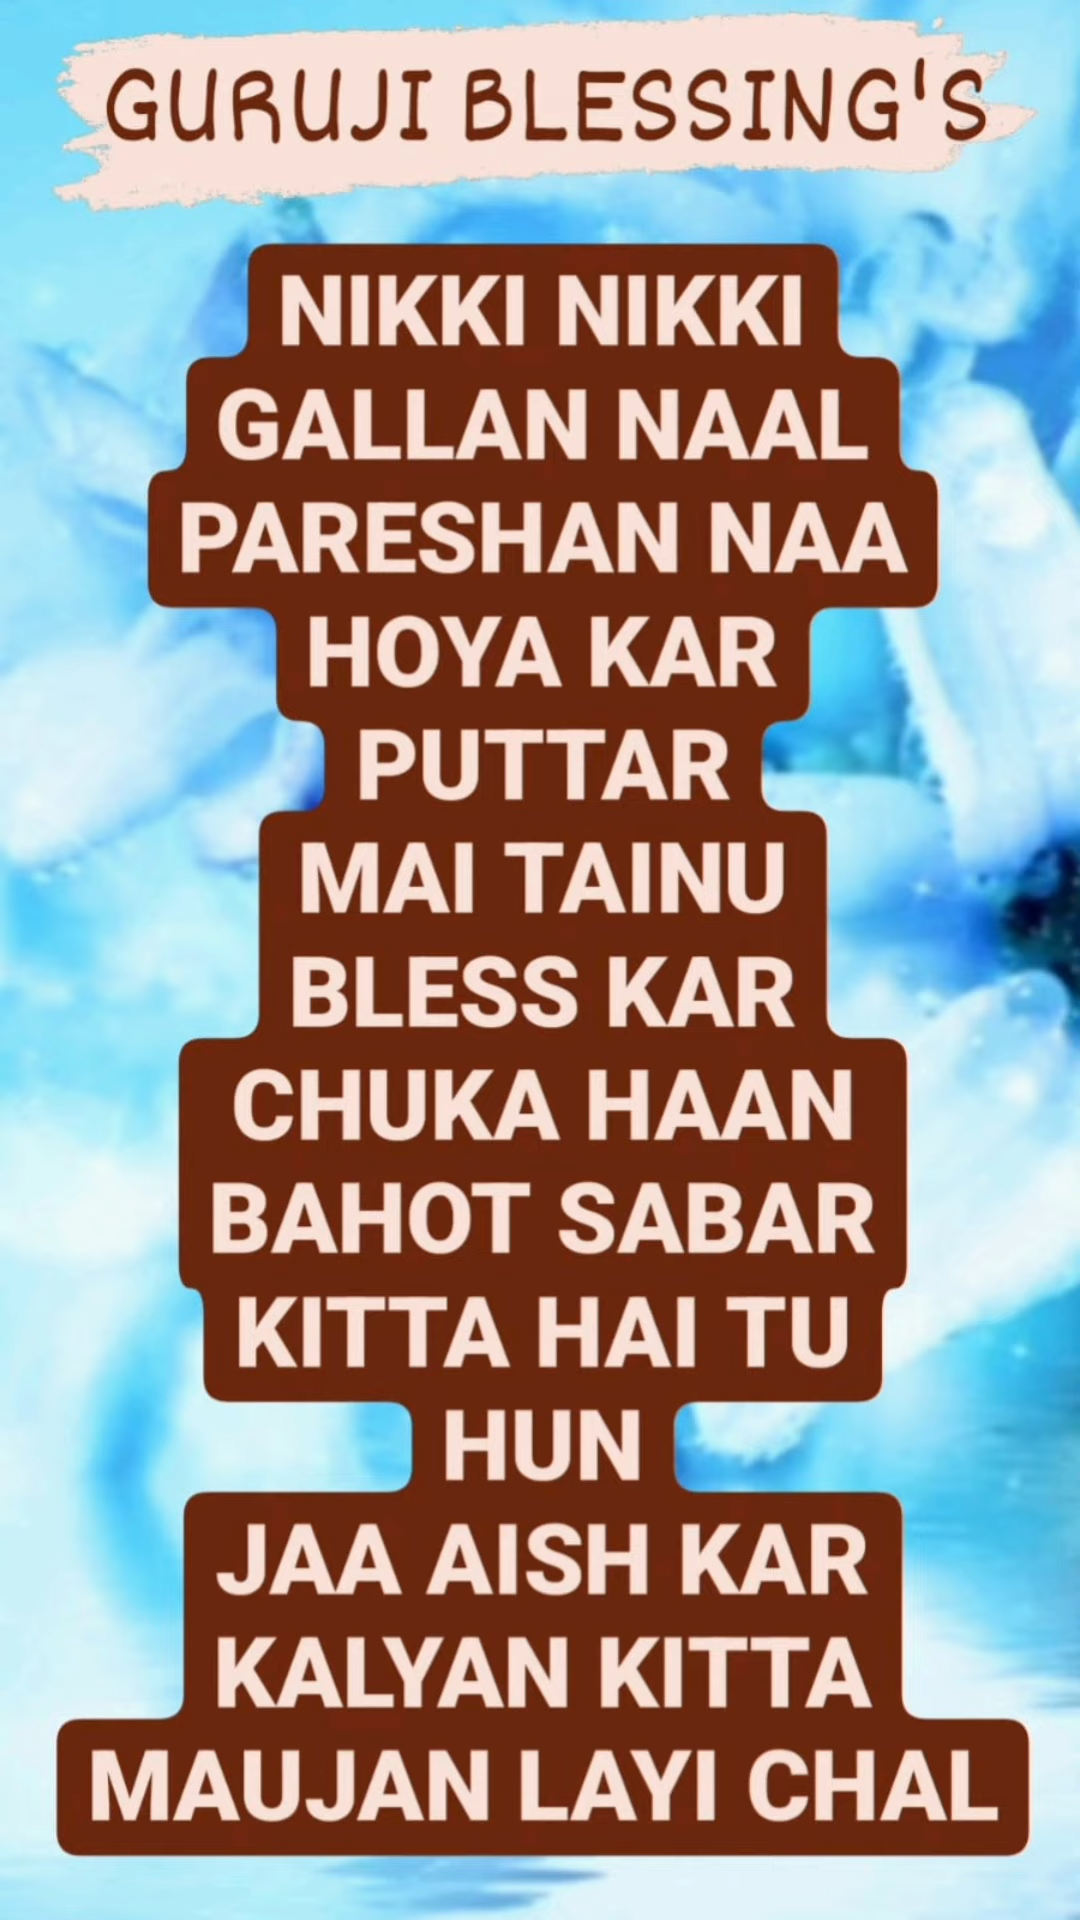 GURUJI BLESSING'S
NIKKI NIKKI
GALLAN NAAL
PARESHAN NAA
HOYA KAR
PUTTAR
MAI TAINU
BLESS KAR
CHUKA HAAN
BAHOT SABAR
KITTA HAI TU
HUN
JAA AISH KAR
KALYAN KITTA
MAUJAN LAYI CHAL